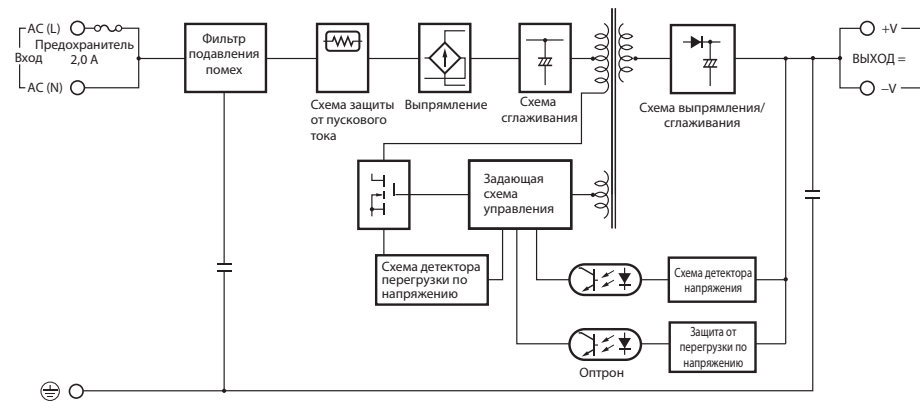 AC (L)
Предохранитель
2,0 А
Вход
AC (N)
Фильтр
подавления
помех
Схема защиты
от пускового
тока
Выпрямление
Схема
сглаживания
Схема выпрямления/
сглаживания
+V
ВЫХОД =
–V
Задающая
схема
управления
Схема детектора
перегрузки по
напряжению
Схема детектора
напряжения
Защита от
перегрузки по
напряжению
Оптрон